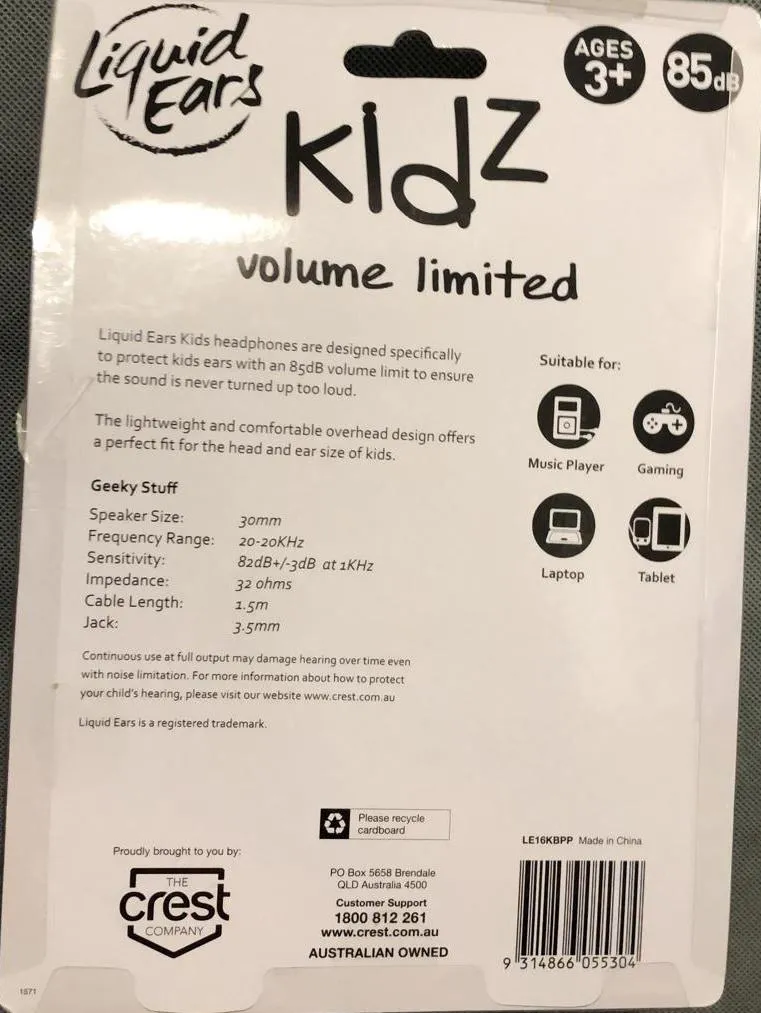 Liquid
Ears
AGES
3+
85dB
kidz
volume limited
Liquid Ears Kids headphones are designed specifically
to protect kids ears with an 85dB volume limit to ensure
the sound is never turned up too loud.
The lightweight and comfortable overhead design offers
a perfect fit for the head and ear size of kids.
Suitable for:
Music Player
Gaming
Laptop
Tablet
Geeky Stuff
Speaker Size: 30mm
Frequency Range: 20-20KHz
Sensitivity: 82dB+/-3dB at 1KHz
Impedance: 32 ohms
Cable Length: 1.5m
Jack: 3.5mm
Continuous use at full output may damage hearing over time even
with noise limitation. For more information about how to protect
your child's hearing, please visit our website www.crest.com.au
Liquid Ears is a registered trademark.
Please recycle
cardboard
Proudly brought to you by:
THE
crest
COMPANY
PO Box 5658 Brendale
QLD Australia 4500
Customer Support
1800 812 261
www.crest.com.au
AUSTRALIAN OWNED
LE16KBPP Made in China
9 314866 055304
1571